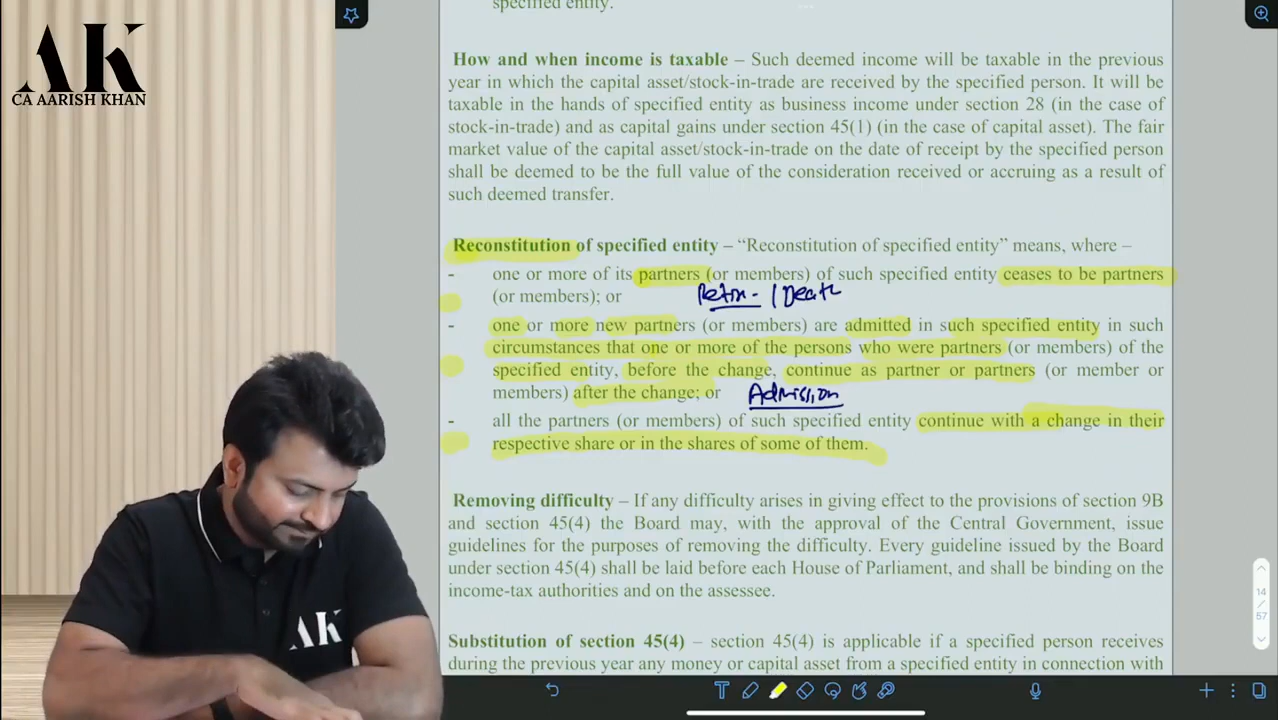 specified entity.
AK
CA AARISH KHAN
How and when income is taxable – Such deemed income will be taxable in the previous
year in which the capital asset/stock-in-trade are received by the specified person. It will be
taxable in the hands of specified entity as business income under section 28 (in the case of
stock-in-trade) and as capital gains under section 45(1) (in the case of capital asset). The fair
market value of the capital asset/stock-in-trade on the date of receipt by the specified person
shall be deemed to be the full value of the consideration received or accruing as a result of
such deemed transfer.
Reconstitution of specified entity – “Reconstitution of specified entity” means, where –
- one or more of its partners (or members) of such specified entity ceases to be partners
(or members); or
Retire - / Death
- one or more new partners (or members) are admitted in such specified entity in such
circumstances that one or more of the persons who were partners (or members) of the
specified entity, before the change, continue as partner or partners (or member or
members) after the change; or
Admission
- all the partners (or members) of such specified entity continue with a change in their
respective share or in the shares of some of them.
Removing difficulty – If any difficulty arises in giving effect to the provisions of section 9B
and section 45(4) the Board may, with the approval of the Central Government, issue
guidelines for the purposes of removing the difficulty. Every guideline issued by the Board
under section 45(4) shall be laid before each House of Parliament, and shall be binding on the
income-tax authorities and on the assessee.
Substitution of section 45(4) – section 45(4) is applicable if a specified person receives
during the previous year any money or capital asset from a specified entity in connection with
14
/
57
AK